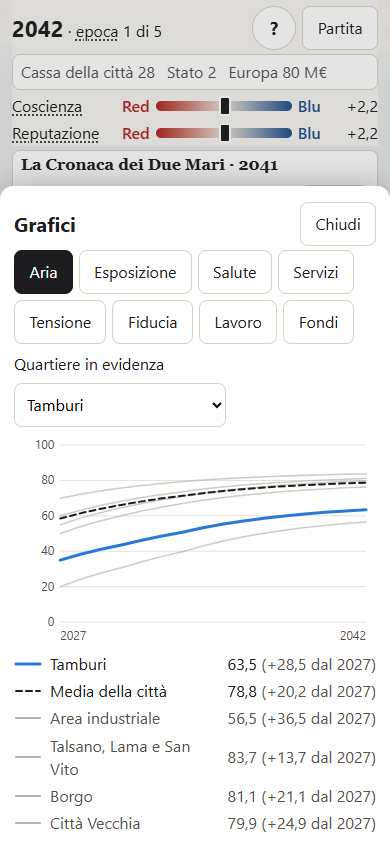 2042 · epoca 1 di 5
?
Partita
Cassa della città 28 Stato 2 Europa 80 M€
Coscienza Red Blu +2,2
Reputazione Red Blu +2,2
La Cronaca dei Due Mari · 2041
Grafici
Chiudi
Aria Esposizione Salute Servizi
Tensione Fiducia Lavoro Fondi
Quartiere in evidenza
Tamburi
100
80
60
40
20
0
2027 2042
Tamburi 63,5 (+28,5 dal 2027)
Media della città 78,8 (+20,2 dal 2027)
Area industriale 56,5 (+36,5 dal 2027)
Talsano, Lama e San
Vito 83,7 (+13,7 dal 2027)
Borgo 81,1 (+21,1 dal 2027)
Città Vecchia 79,9 (+24,9 dal 2027)